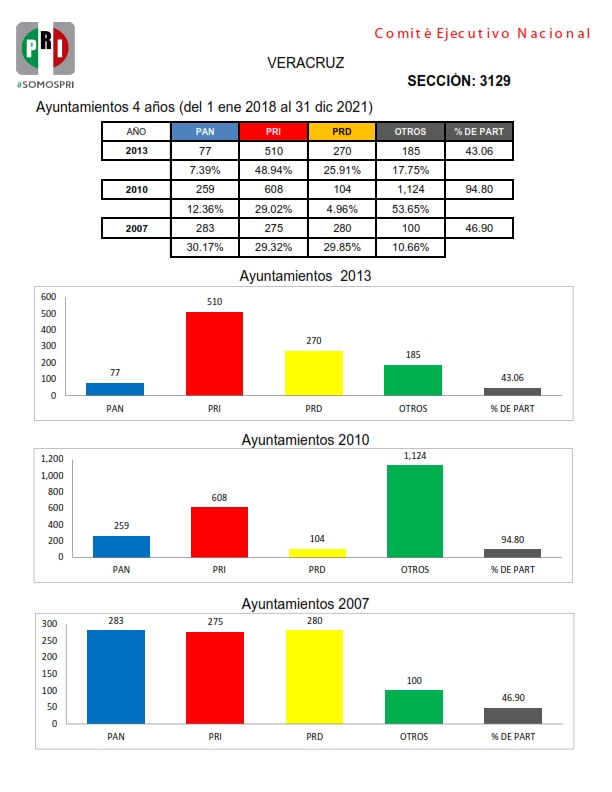 Comité Ejecutivo Nacional
PRI
#SOMOSPRI
VERACRUZ
SECCIÓN: 3129
Ayuntamientos 4 años (del 1 ene 2018 al 31 dic 2021)
AÑO PAN PRI PRD OTROS % DE PART
2013 77 510 270 185 43.06
7.39% 48.94% 25.91% 17.75%
2010 259 608 104 1,124 94.80
12.36% 29.02% 4.96% 53.65%
2007 283 275 280 100 46.90
30.17% 29.32% 29.85% 10.66%
Ayuntamientos 2013
600
500
400
300
200
100
0
77 510 270 185 43.06
PAN PRI PRD OTROS % DE PART
Ayuntamientos 2010
1,200
1,000
800
600
400
200
0
259 608 104 1,124 94.80
PAN PRI PRD OTROS % DE PART
Ayuntamientos 2007
300
250
200
150
100
50
0
283 275 280 100 46.90
PAN PRI PRD OTROS % DE PART